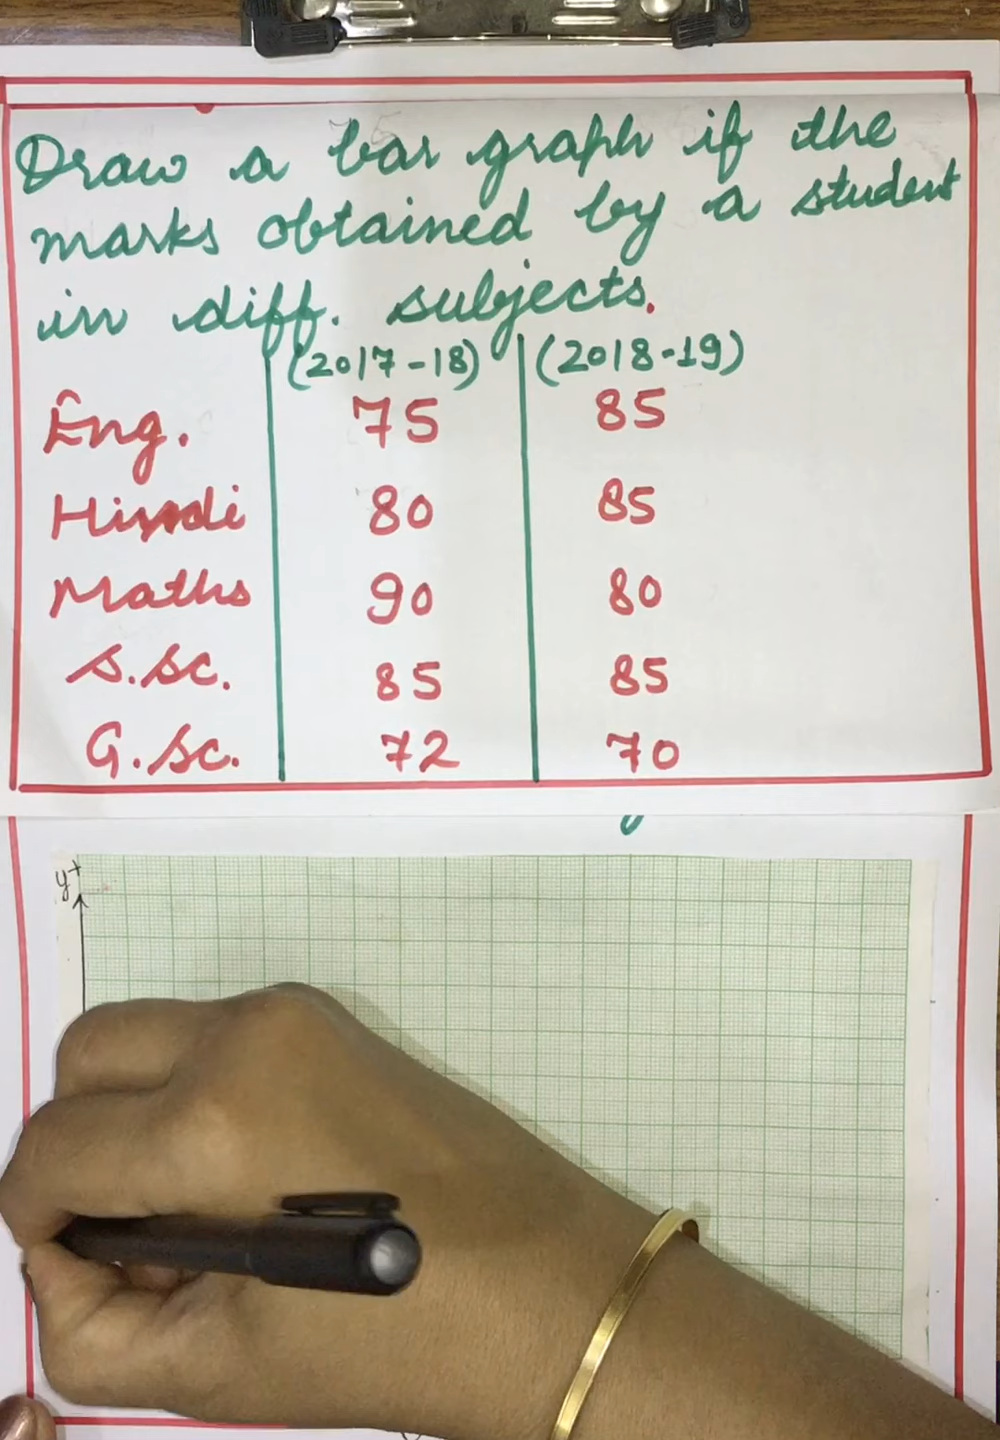 Draw a bar graph if the
marks obtained by a student
in diff. subjects.
(2017-18) (2018-19)
Eng. 75 85
Hindi 80 85
Maths 90 80
S.Sc. 85 85
G.Sc. 72 70
y+